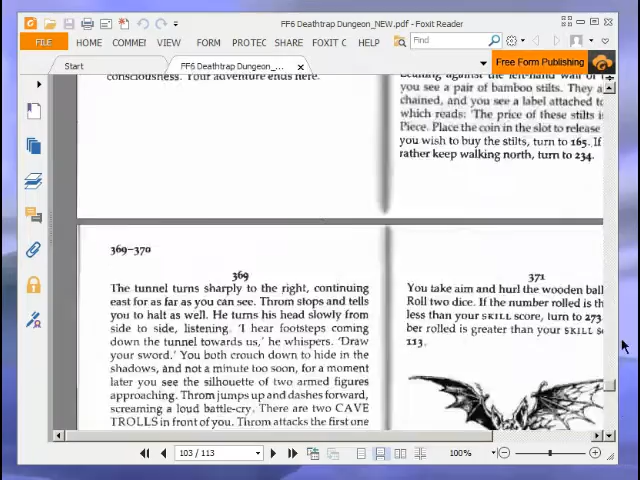 FF6 Deathtrap Dungeon_NEW.pdf - Foxit Reader
FILE HOME COMMEI VIEW FORM PROTEC SHARE FOXIT C HELP Find
Start FF6 Deathtrap Dungeon_... Free Form Publishing
consciousness. Your adventure ends here.
369–370
369
The tunnel turns sharply to the right, continuing
east for as far as you can see. Throm stops and tells
you to halt as well. He turns his head slowly from
side to side, listening. 'I hear footsteps coming
down the tunnel towards us,' he whispers. 'Draw
your sword.' You both crouch down to hide in the
shadows, and not a minute too soon, for a moment
later you see the silhouette of two armed figures
approaching. Throm jumps up and dashes forward,
screaming a loud battle-cry. There are two CAVE
TROLLS in front of you. Throm attacks the first one
against the left-hand wall of
you see a pair of bamboo stilts. They a
chained, and you see a label attached to
which reads: 'The price of these stilts is
Piece. Place the coin in the slot to release
you wish to buy the stilts, turn to 165. If
rather keep walking north, turn to 234.
371
You take aim and hurl the wooden ball
Roll two dice. If the number rolled is th
less than your SKILL score, turn to 273
ber rolled is greater than your SKILL s
113.
103 / 113 100%